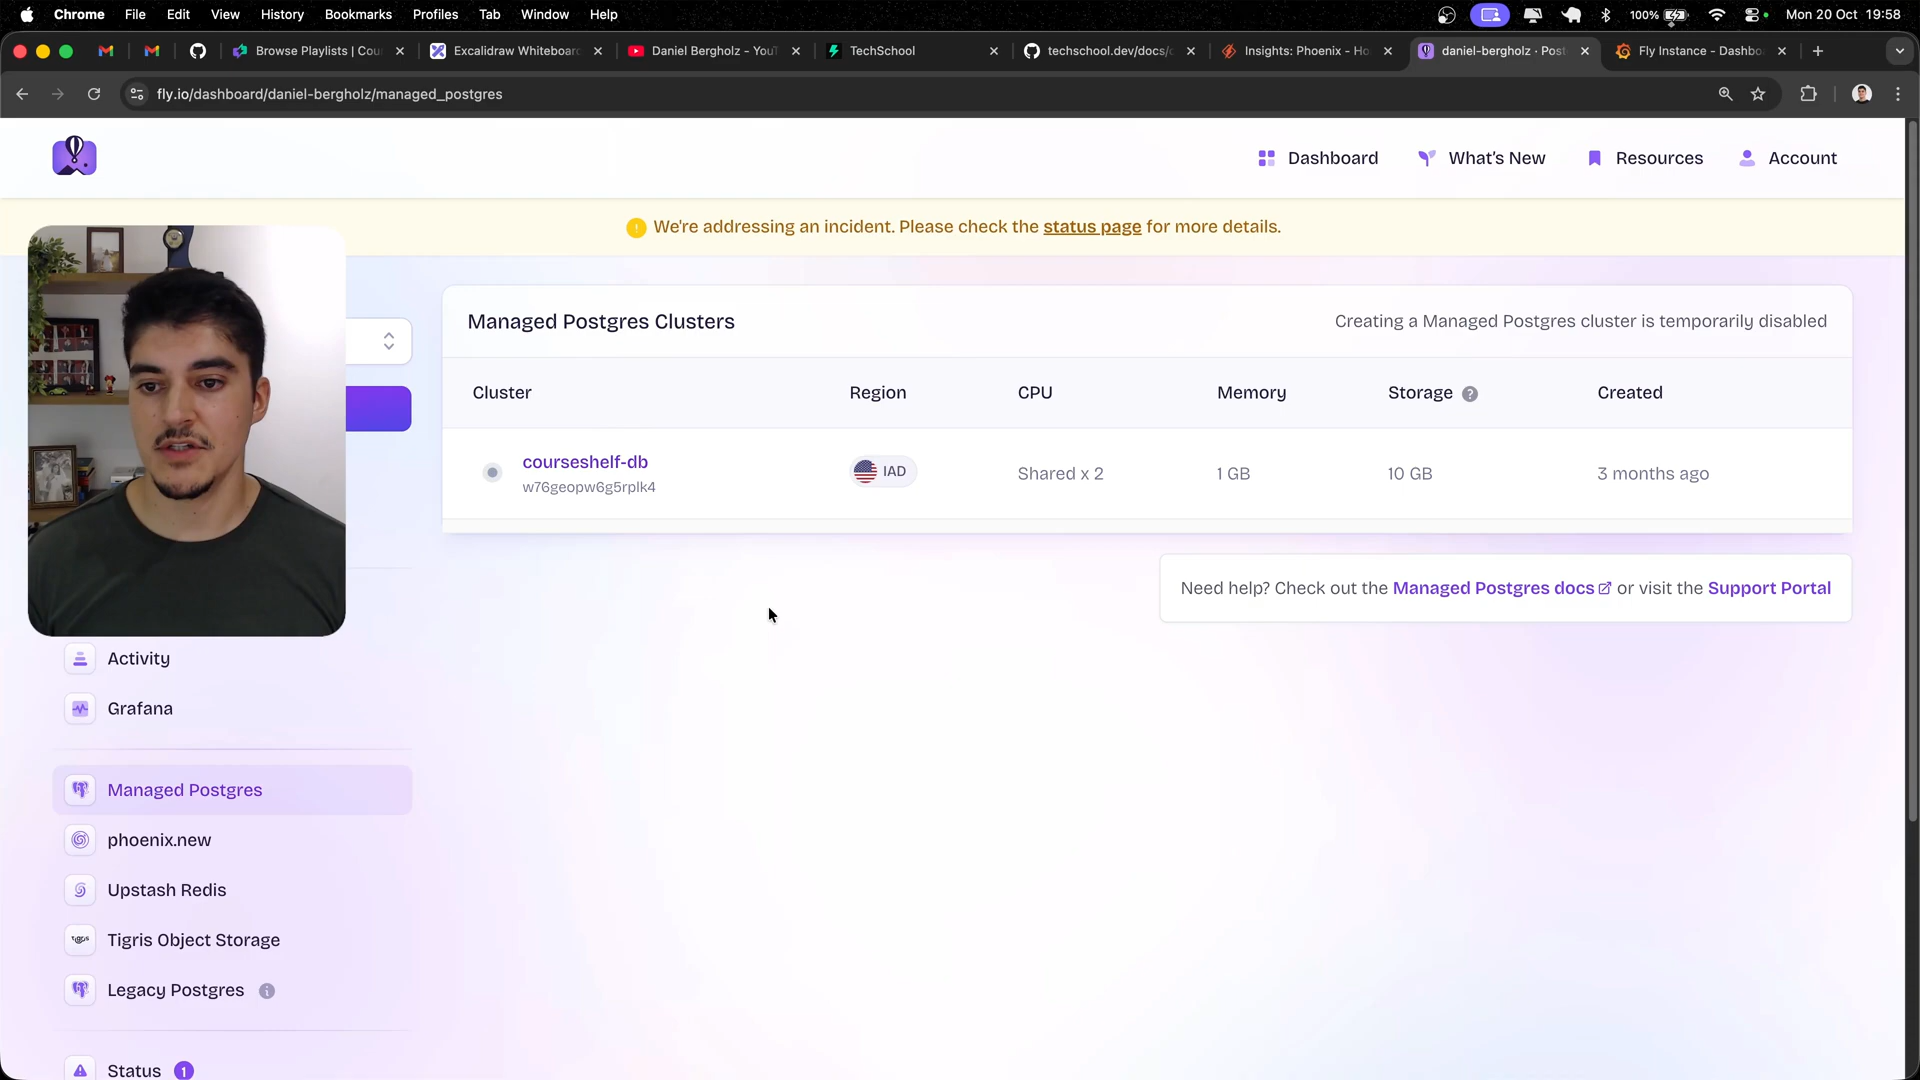 Chrome File Edit View History Bookmarks Profiles Tab Window Help
100% Mon 20 Oct 19:58
Browse Playlists | Cou
Excalidraw Whiteboard
Daniel Bergholz - YouT
TechSchool
techschool.dev/docs/c
Insights: Phoenix - Ho
daniel-bergholz · Post
Fly Instance - Dashbo
fly.io/dashboard/daniel-bergholz/managed_postgres
Dashboard What's New Resources Account
We're addressing an incident. Please check the status page for more details.
Managed Postgres Clusters
Creating a Managed Postgres cluster is temporarily disabled
Cluster Region CPU Memory Storage Created
courseshelf-db IAD Shared x 2 1 GB 10 GB 3 months ago
w76geopw6g5rplk4
Need help? Check out the Managed Postgres docs or visit the Support Portal
Activity
Grafana
Managed Postgres
phoenix.new
Upstash Redis
Tigris Object Storage
Legacy Postgres
Status 1